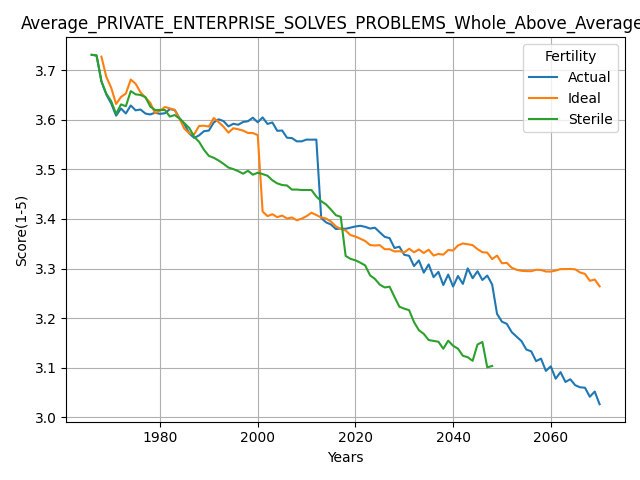 Average_PRIVATE_ENTERPRISE_SOLVES_PROBLEMS_Whole_Above_Average
Fertility
Actual
Ideal
Sterile
Score(1-5)
3.7
3.6
3.5
3.4
3.3
3.2
3.1
3.0
1980 2000 2020 2040 2060
Years